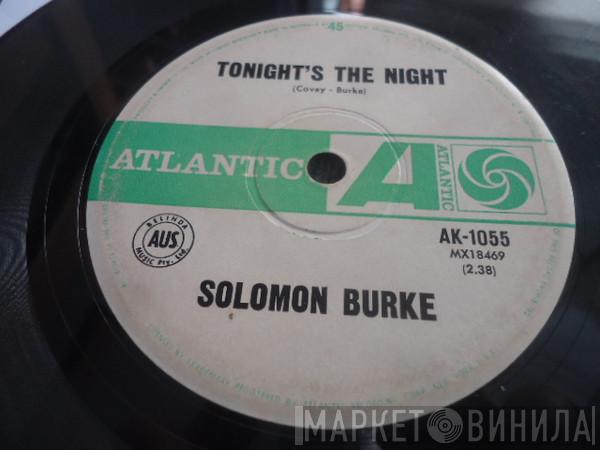 45
TONIGHT'S THE NIGHT
(Covay - Burke)
ATLANTIC
A
ATLANTIC
BELINDA
AUS
MUSIC Pty. Ltd.
AK-1055
MX18469
(2.38)
SOLOMON BURKE
МАРКЕТ ВИНИЛА